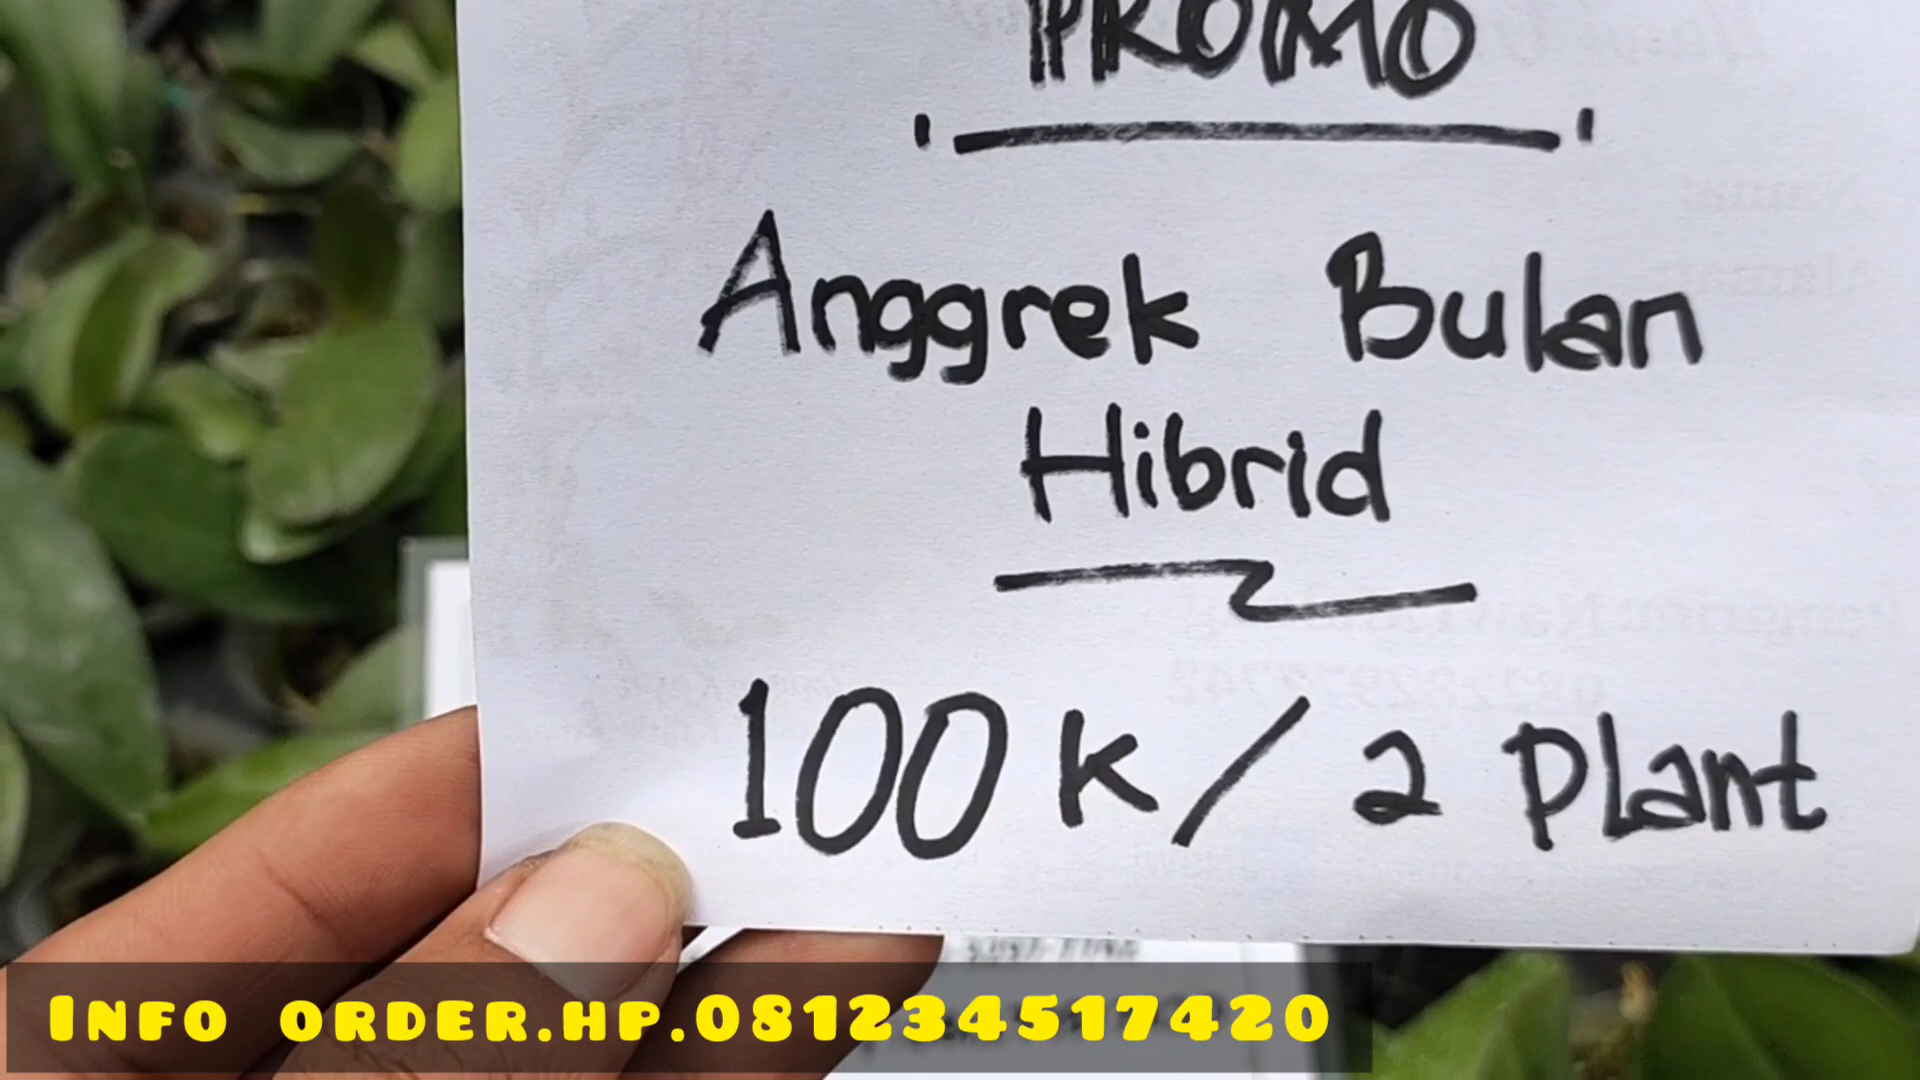 PROMO
Anggrek Bulan
Hibrid
100 K / 2 Plant
INFO ORDER.HP.081234517420